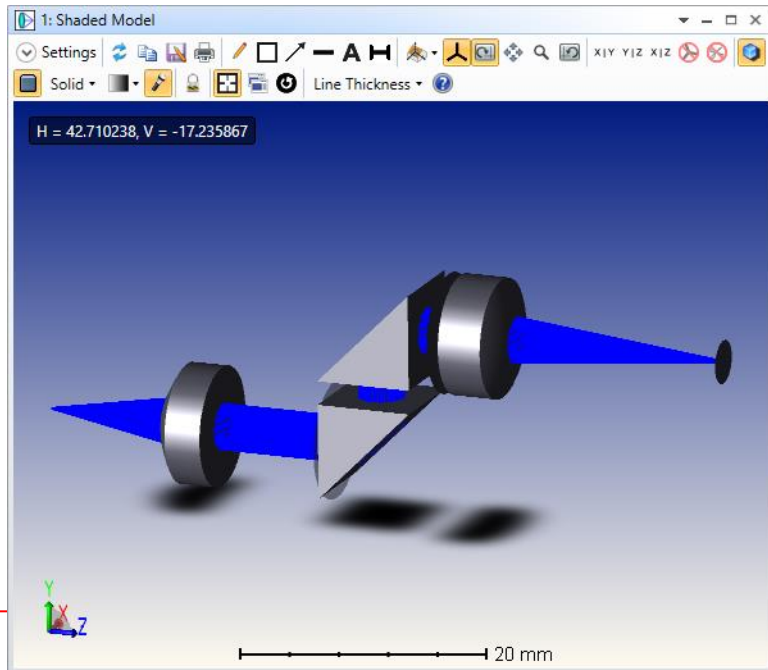 1: Shaded Model
Settings A X|Y Y|Z X|Z
Solid Line Thickness ?
H = 42.710238, V = -17.235867
Y
X
Z
20 mm